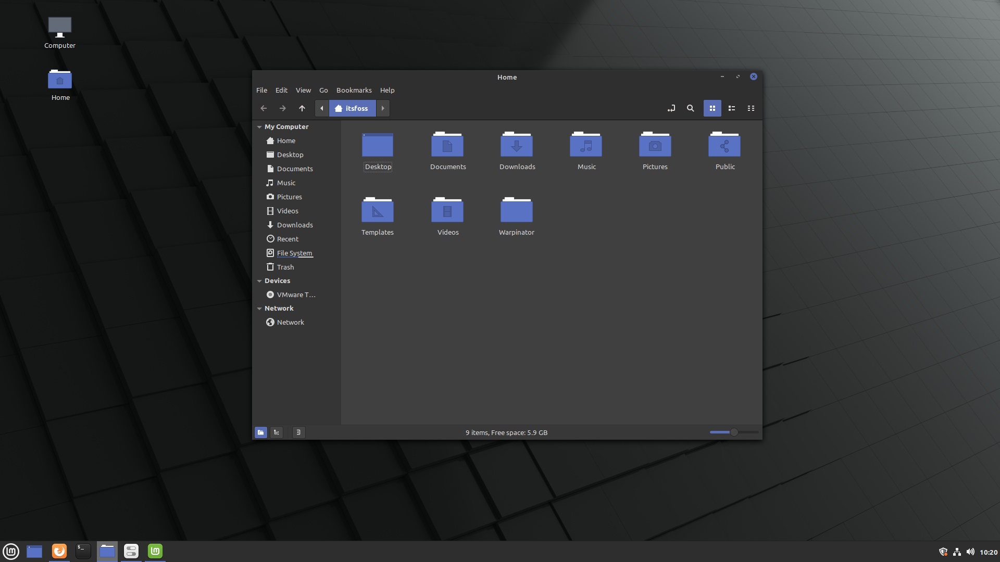 Computer
Home
Home
File Edit View Go Bookmarks Help
itsfoss
My Computer
Home
Desktop
Documents
Music
Pictures
Videos
Downloads
Recent
File System
Trash
Devices
VMware T...
Network
Network
Desktop Documents Downloads Music Pictures Public
Templates Videos Warpinator
9 items, Free space: 5.9 GB
$_
10:20